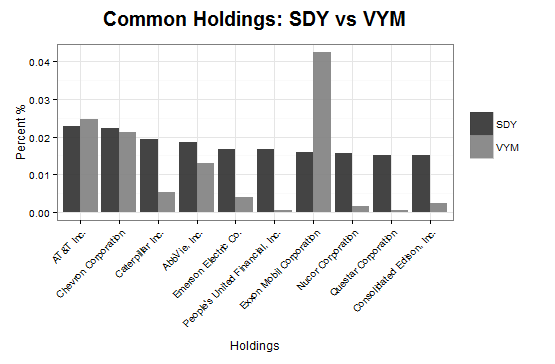 Common Holdings: SDY vs VYM
Percent %
0.04
0.03
0.02
0.01
0.00
AT&T Inc.
Chevron Corporation
Caterpillar Inc.
AbbVie, Inc.
Emerson Electric Co.
People's United Financial, Inc.
Exxon Mobil Corporation
Nucor Corporation
Questar Corporation
Consolidated Edison, Inc.
Holdings
SDY
VYM